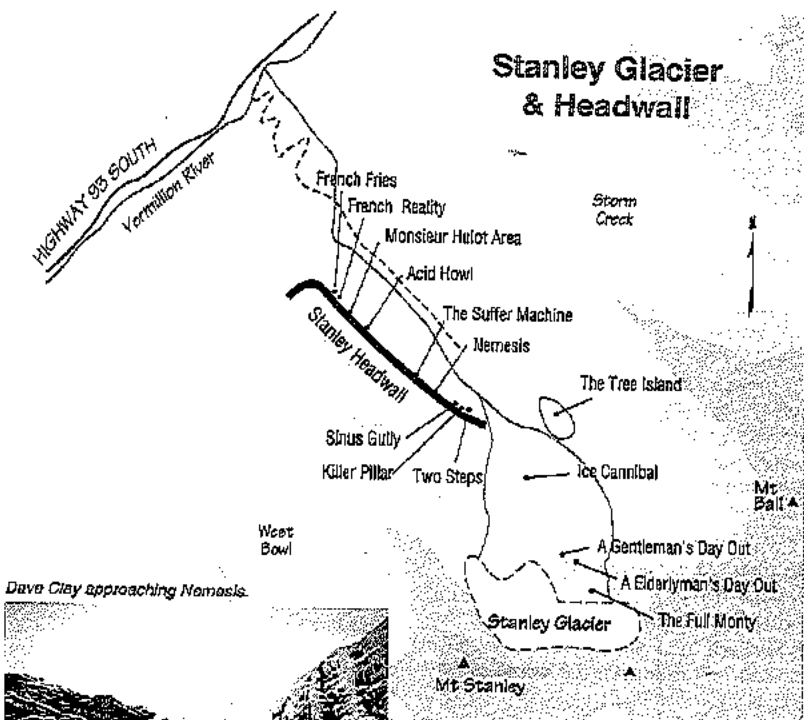 Stanley Glacier
& Headwall
HIGHWAY 93 SOUTH
Vermillion River
French Fries
French Reality
Monsieur Hulot Area
Acid Howl
The Suffer Machine
Nemesis
Storm
Creek
Stanley Headwall
The Tree Island
Sinus Gully
Killer Pillar
Two Steps
Ice Cannibal
Mt
Ball
West
Bowl
A Gentleman's Day Out
A Elderlyman's Day Out
The Full Monty
Stanley Glacier
Mt Stanley
Dave Clay approaching Nemesis.